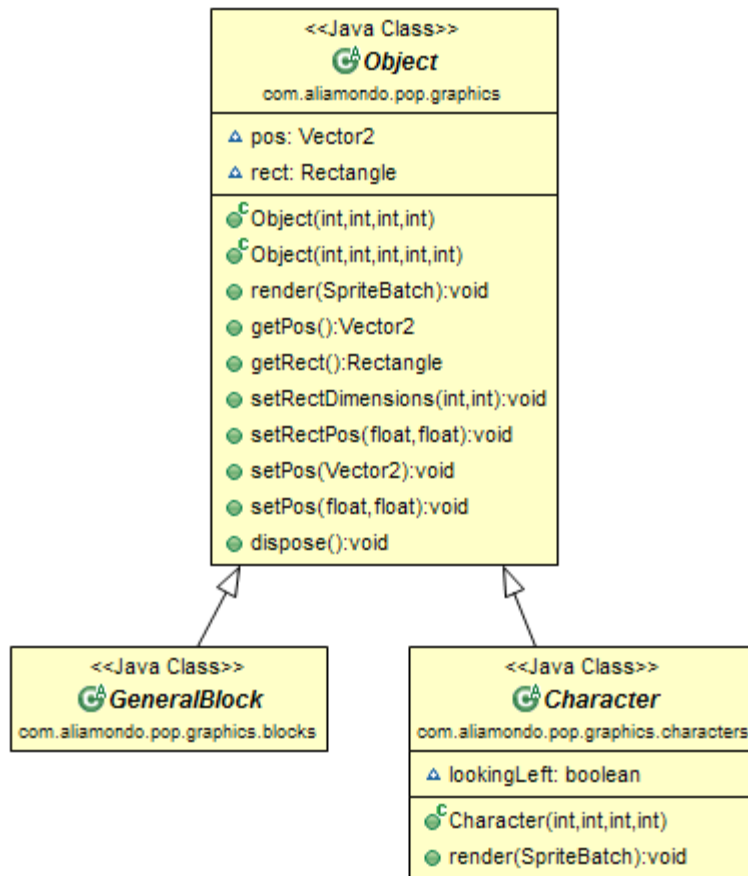 <<Java Class>>
Object
com.aliamondo.pop.graphics
pos: Vector2
rect: Rectangle
Object(int,int,int,int)
Object(int,int,int,int,int)
render(SpriteBatch):void
getPos():Vector2
getRect():Rectangle
setRectDimensions(int,int):void
setRectPos(float,float):void
setPos(Vector2):void
setPos(float,float):void
dispose():void
<<Java Class>>
GeneralBlock
com.aliamondo.pop.graphics.blocks
<<Java Class>>
Character
com.aliamondo.pop.graphics.characters
lookingLeft: boolean
Character(int,int,int,int)
render(SpriteBatch):void